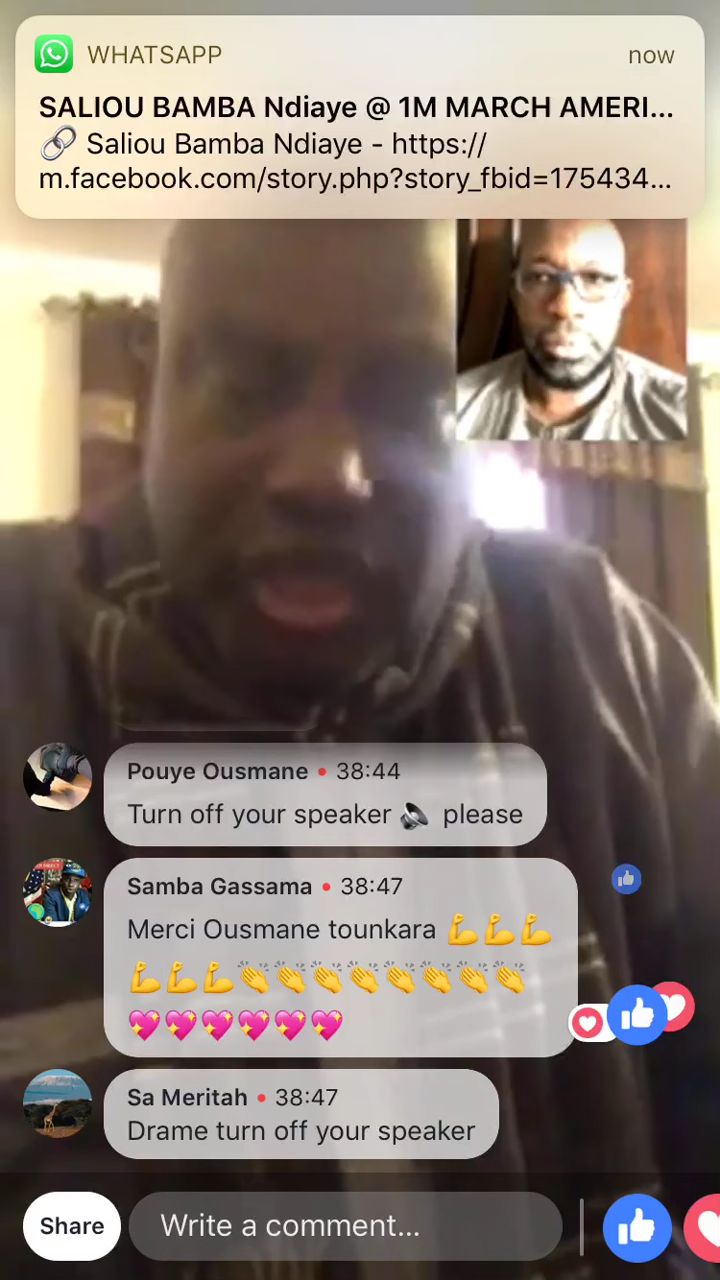 WHATSAPP now
SALIOU BAMBA Ndiaye @ 1M MARCH AMERI...
🔗 Saliou Bamba Ndiaye - https://
m.facebook.com/story.php?story_fbid=175434...
Pouye Ousmane • 38:44
Turn off your speaker 🔈 please
Samba Gassama • 38:47
Merci Ousmane tounkara 💪💪💪
💪💪💪👏👏👏👏👏👏👏👏
💖💖💖💖💖💖
Sa Meritah • 38:47
Drame turn off your speaker
Share Write a comment...